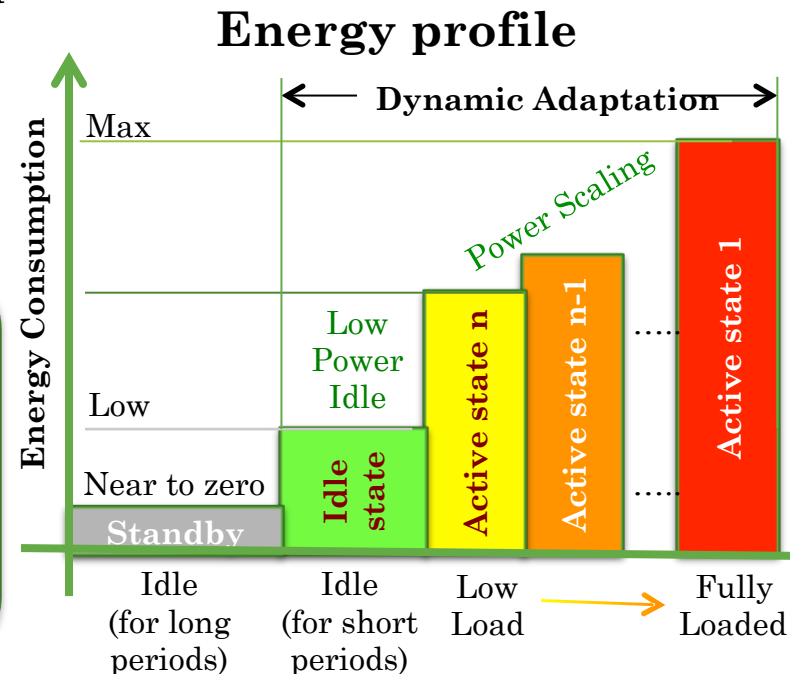 Energy profile
Dynamic Adaptation
Energy Consumption
Max
Power Scaling
Low
Power
Idle
Low
Near to zero
Standby
Idle
state
Active state n
Active state n-1
.....
.....
Active state 1
Idle
(for long
periods)
Idle
(for short
periods)
Low
Load
Fully
Loaded